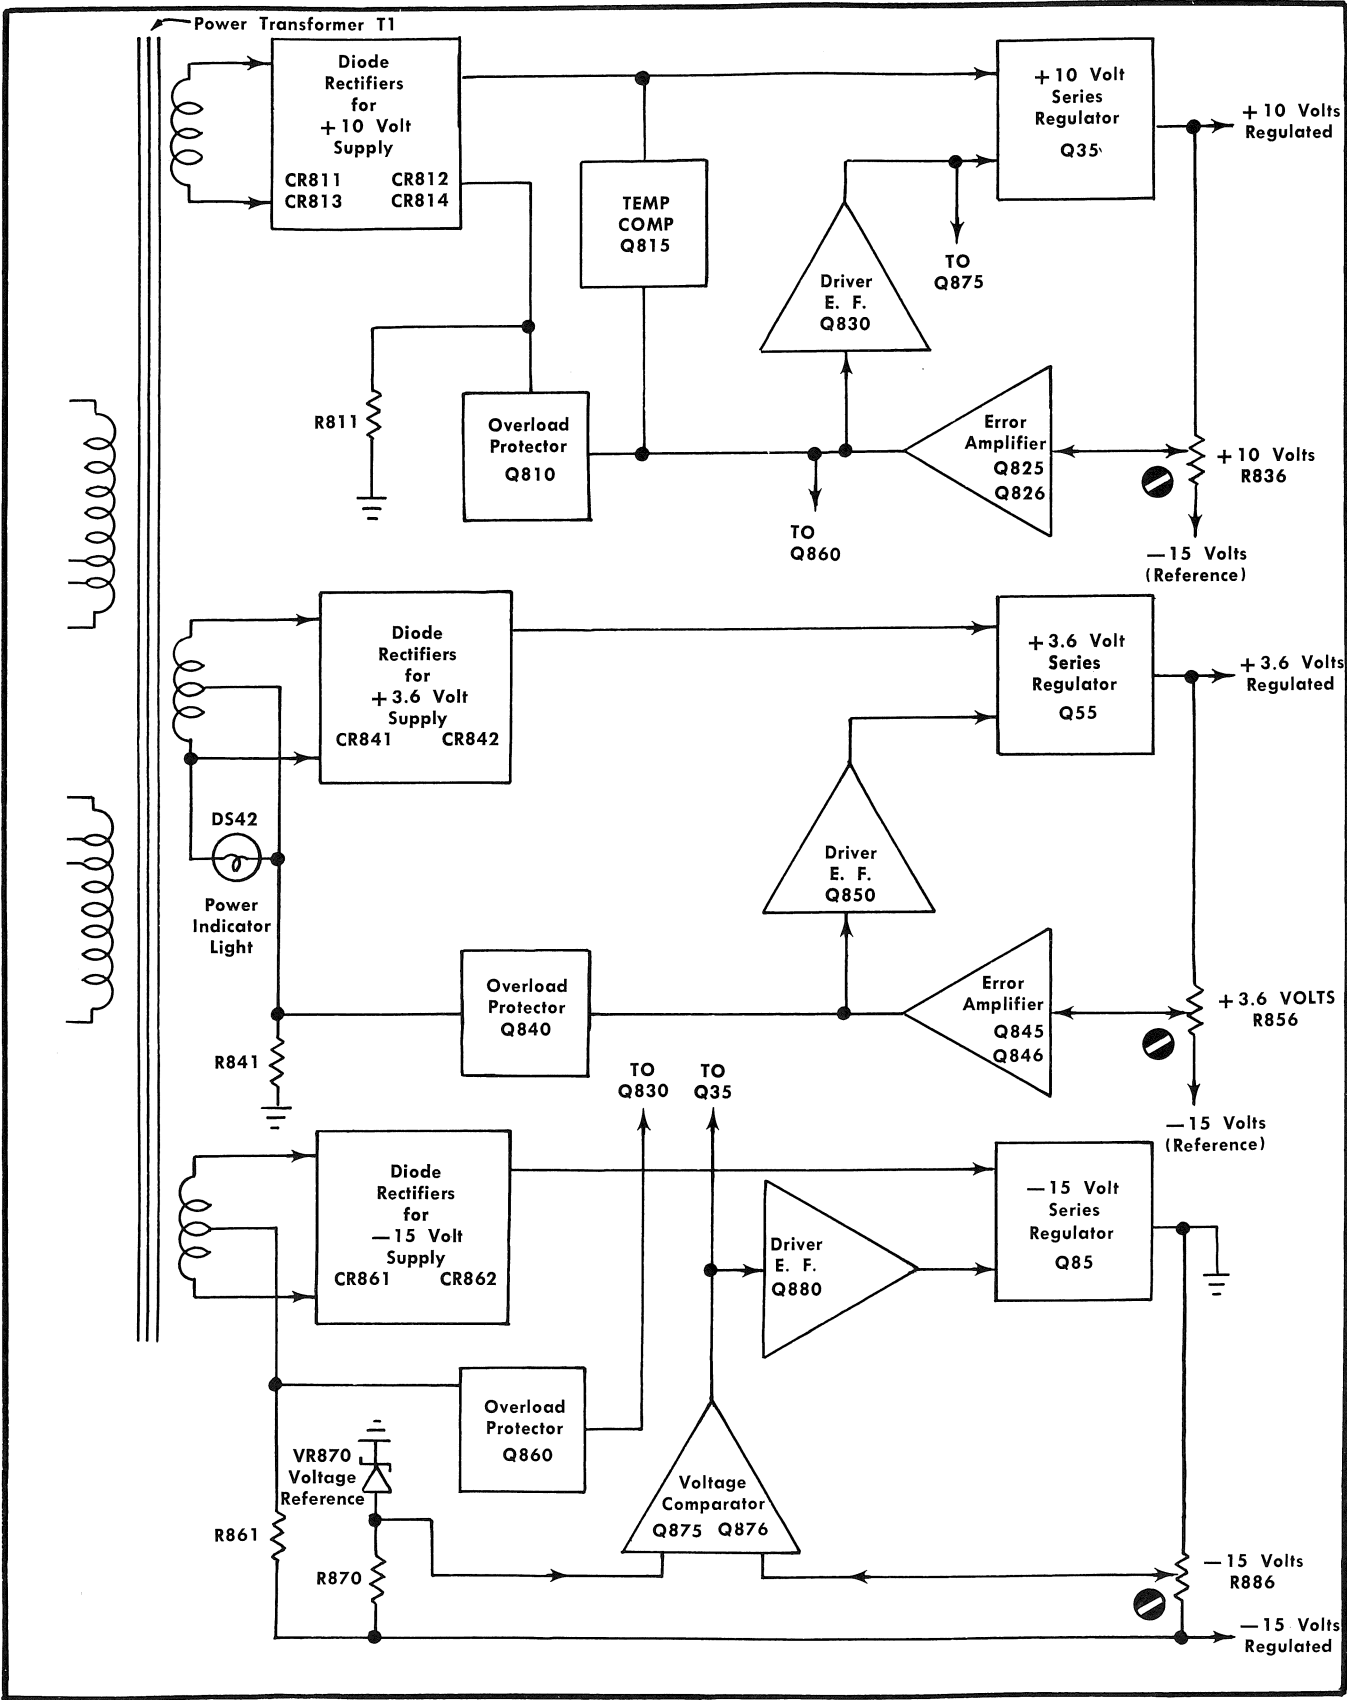 Power Transformer T1
Diode
Rectifiers
for
+10 Volt
Supply
CR811 CR812
CR813 CR814
TEMP
COMP
Q815
+10 Volt
Series
Regulator
Q35
+10 Volts
Regulated
TO
Q875
Driver
E. F.
Q830
R811
Overload
Protector
Q810
Error
Amplifier
Q825
Q826
+10 Volts
R836
TO
Q860
—15 Volts
(Reference)
Diode
Rectifiers
for
+3.6 Volt
Supply
CR841 CR842
+3.6 Volt
Series
Regulator
Q55
+3.6 Volts
Regulated
DS42
Power
Indicator
Light
Driver
E. F.
Q850
Overload
Protector
Q840
Error
Amplifier
Q845
Q846
+3.6 VOLTS
R856
R841
TO
Q830
TO
Q35
—15 Volts
(Reference)
Diode
Rectifiers
for
—15 Volt
Supply
CR861 CR862
Driver
E. F.
Q880
—15 Volt
Series
Regulator
Q85
Overload
Protector
Q860
VR870
Voltage
Reference
Voltage
Comparator
Q875 Q876
R861
R870
—15 Volts
R886
—15 Volts
Regulated